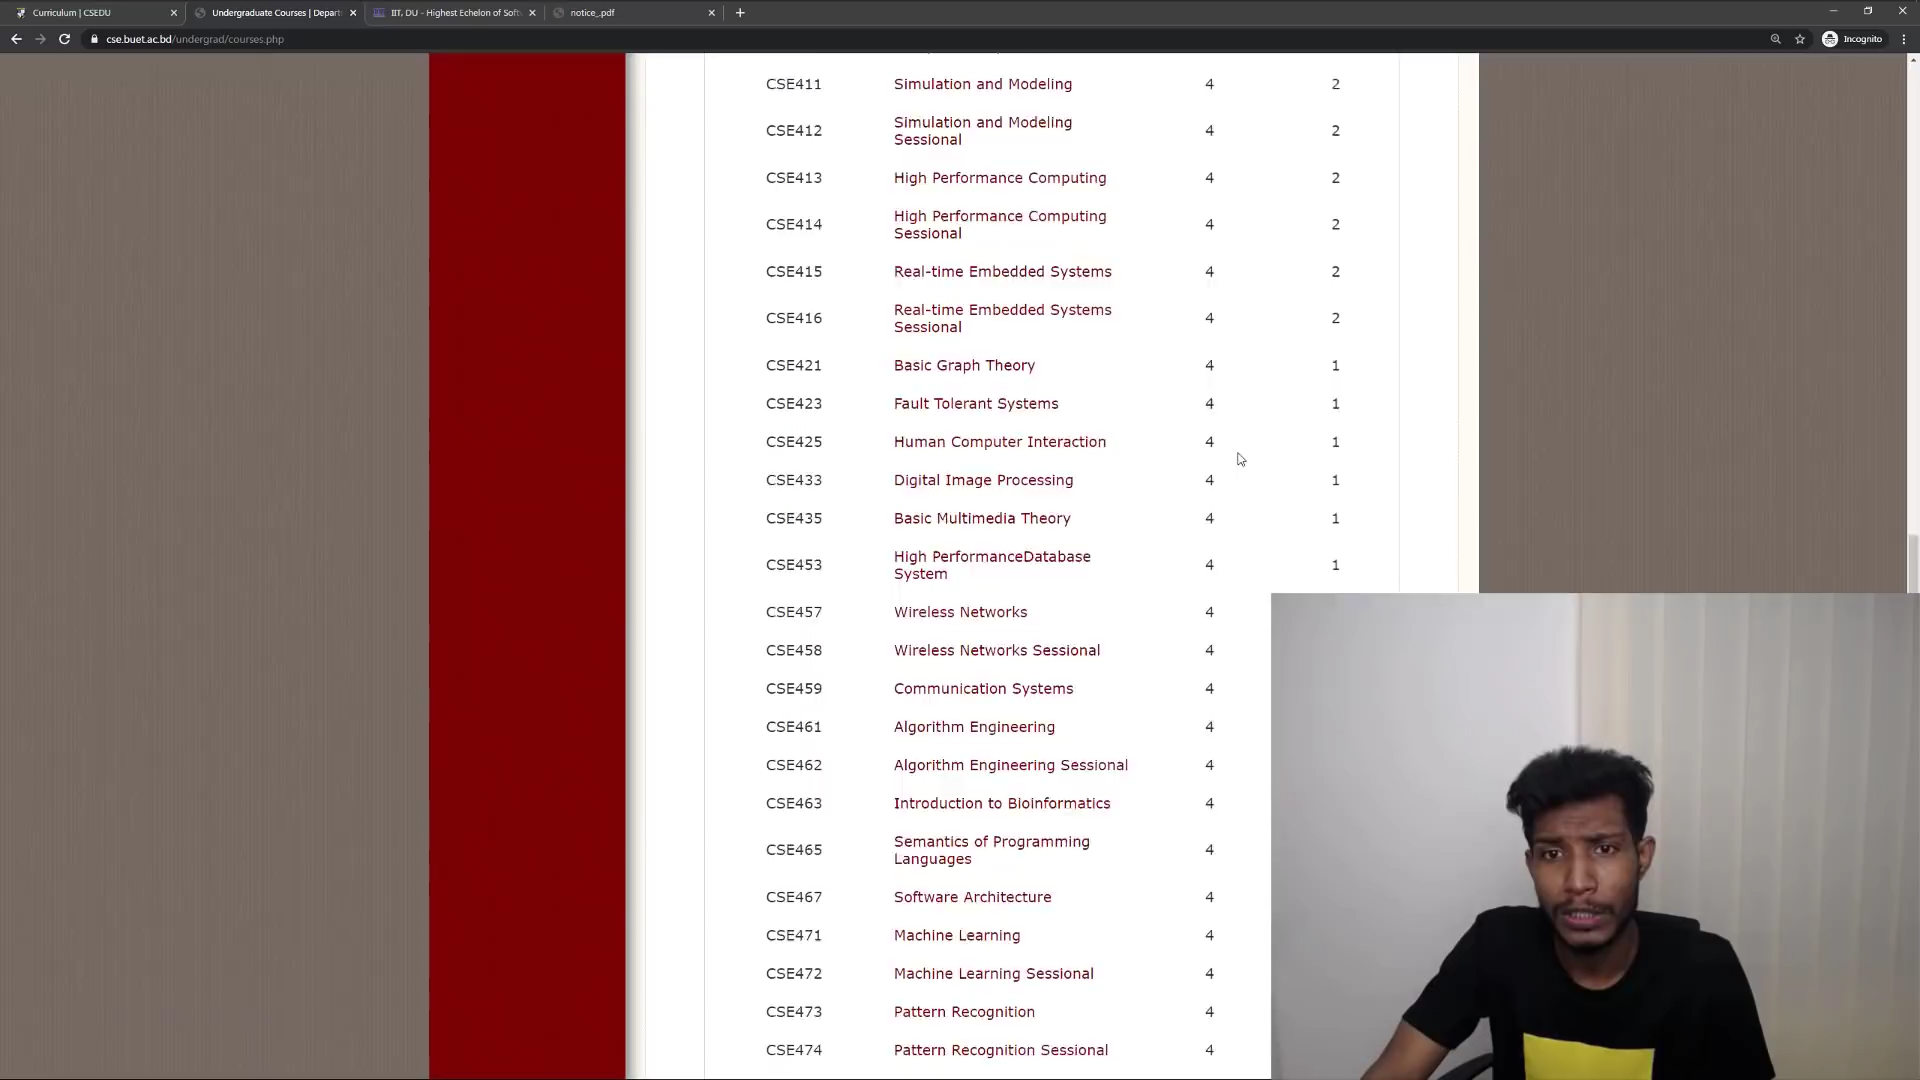 Curriculum | CSEDU
Undergraduate Courses | Depart
IIT, DU - Highest Echelon of Soft
notice_.pdf
cse.buet.ac.bd/undergrad/courses.php
Incognito
CSE411 Simulation and Modeling 4 2
CSE412 Simulation and Modeling
Sessional 4 2
CSE413 High Performance Computing 4 2
CSE414 High Performance Computing
Sessional 4 2
CSE415 Real-time Embedded Systems 4 2
CSE416 Real-time Embedded Systems
Sessional 4 2
CSE421 Basic Graph Theory 4 1
CSE423 Fault Tolerant Systems 4 1
CSE425 Human Computer Interaction 4 1
CSE433 Digital Image Processing 4 1
CSE435 Basic Multimedia Theory 4 1
CSE453 High PerformanceDatabase
System 4 1
CSE457 Wireless Networks 4
CSE458 Wireless Networks Sessional 4
CSE459 Communication Systems 4
CSE461 Algorithm Engineering 4
CSE462 Algorithm Engineering Sessional 4
CSE463 Introduction to Bioinformatics 4
CSE465 Semantics of Programming
Languages 4
CSE467 Software Architecture 4
CSE471 Machine Learning 4
CSE472 Machine Learning Sessional 4
CSE473 Pattern Recognition 4
CSE474 Pattern Recognition Sessional 4